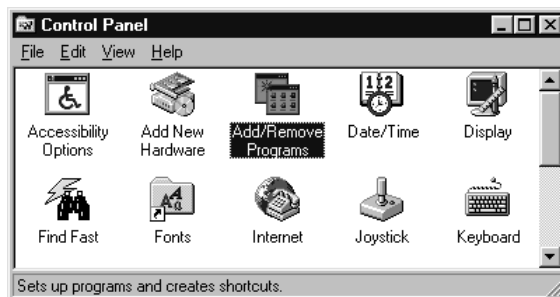 Control Panel
File Edit View Help
Accessibility Options
Add New Hardware
Add/Remove Programs
Date/Time
Display
Find Fast
Fonts
Internet
Joystick
Keyboard
Sets up programs and creates shortcuts.